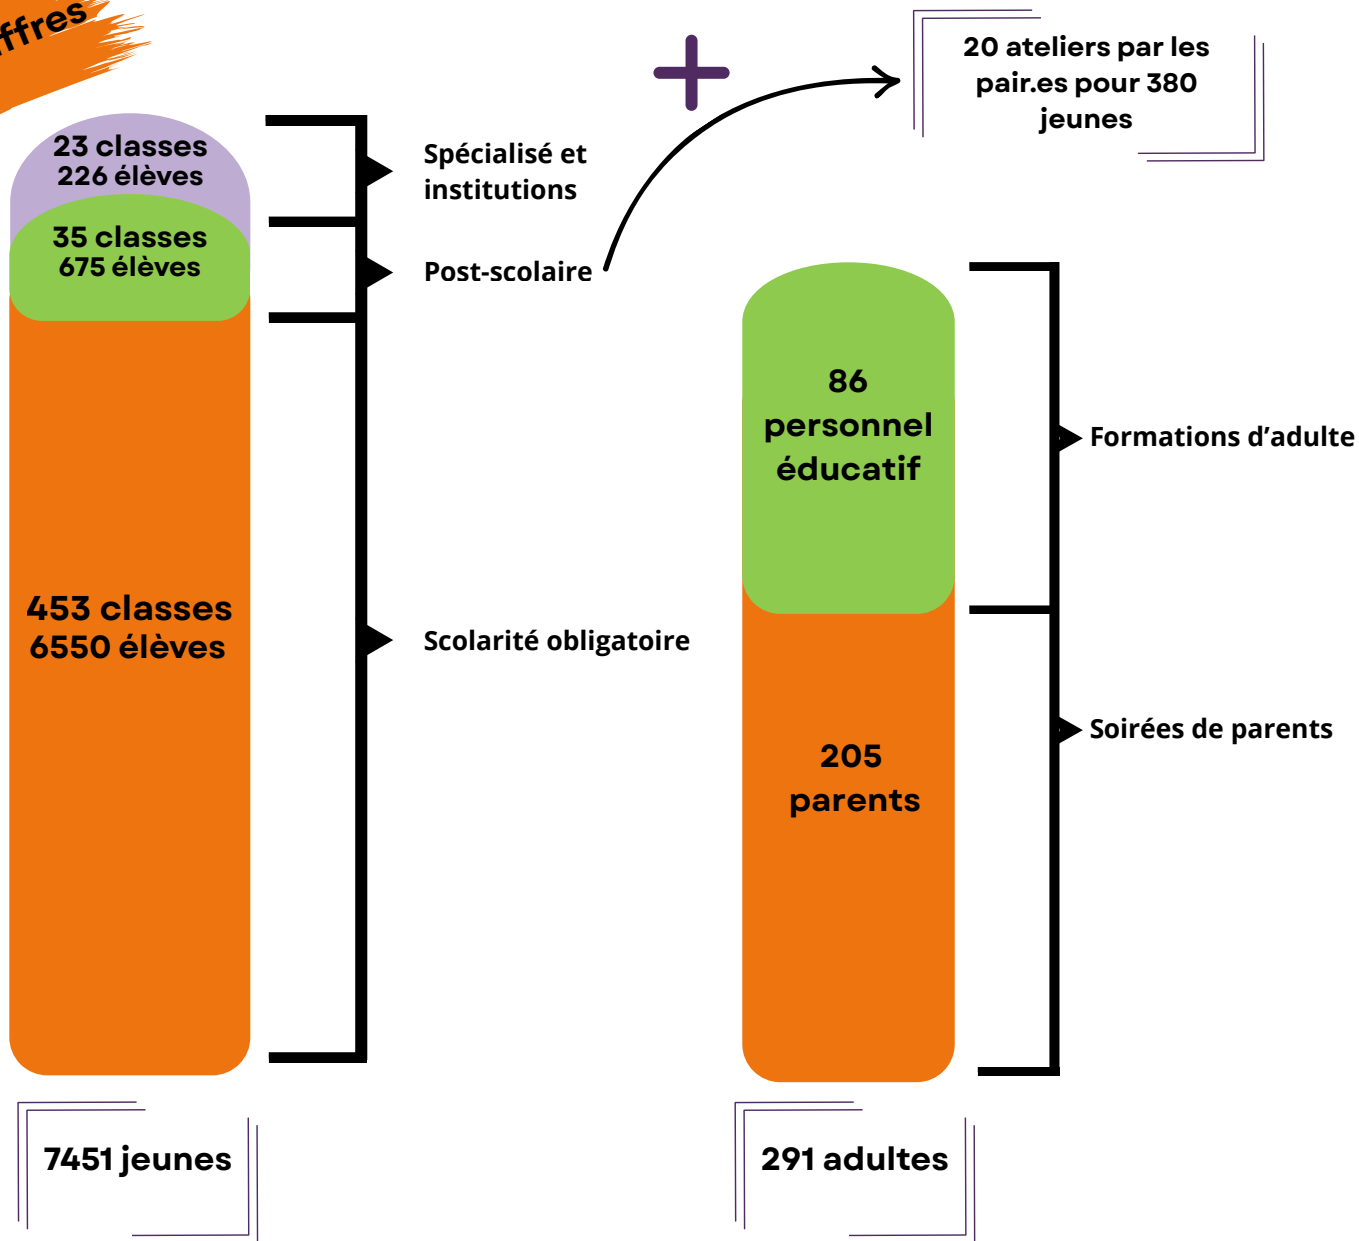 20 ateliers par les
pair.es pour 380
jeunes
23 classes
226 élèves
Spécialisé et
institutions
35 classes
675 élèves
Post-scolaire
453 classes
6550 élèves
Scolarité obligatoire
7451 jeunes
86
personnel
éducatif
Formations d'adulte
205
parents
Soirées de parents
291 adultes